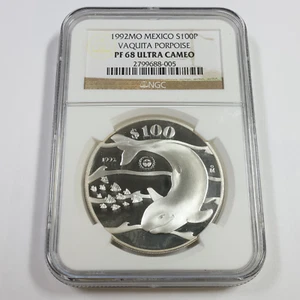 1992MO MEXICO S100P
VAQUITA PORPOISE
PF 68 ULTRA CAMEO
2799688-005
NGC
$100
1992